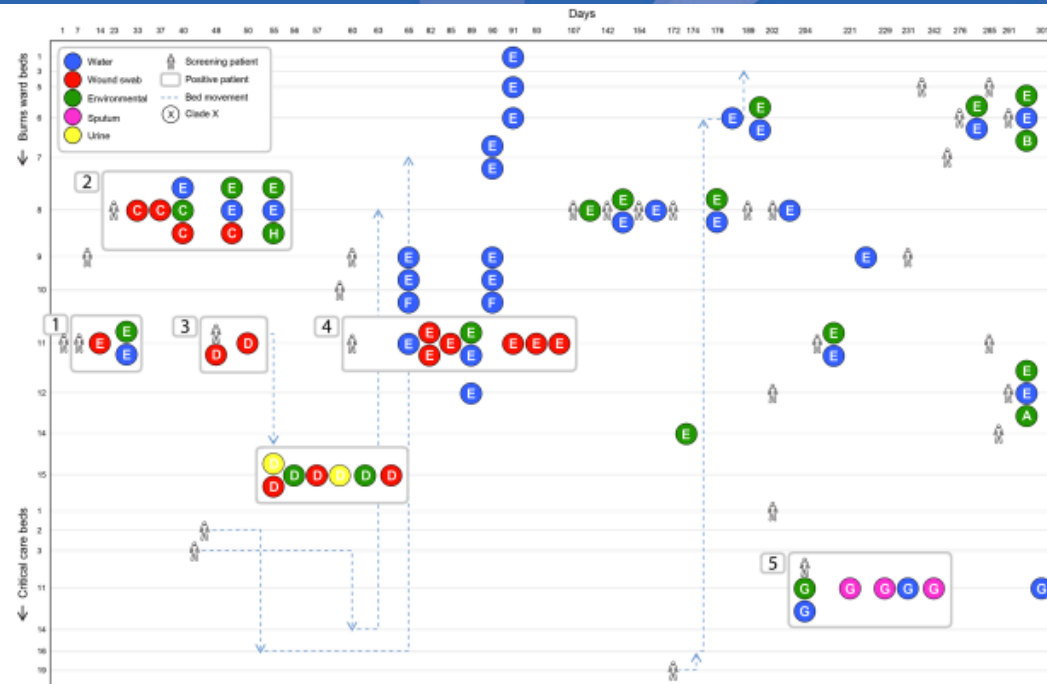 Days
1 7 14 23 33 48 50 55 56 57 60 63 65 82 85 89 90 91 93 107 142 154 172 174 178 189 202 204 221 229 231 242 276 285 291 301
Burns ward beds
Critical care beds
Water
Wound swab
Environmental
Sputum
Urine
Screening patient
Positive patient
Bed movement
X Clade X
1
E
3
5
E
6
E E E E E E B
E
7
E
2
E E E
8
C C C E E E E E E E E
C C H
9
E E E
E E
10
F E
1
3
4
11
E E E D D E E E E E E E E E E E E
12
E E E A
14
E
15
D D D D D D D
1
2
3
5
11
G G G G G G
G
14
16
19